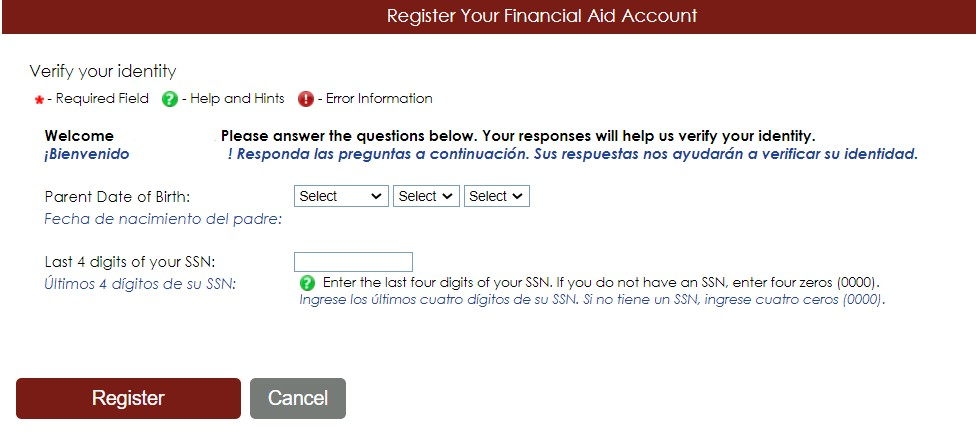 Register Your Financial Aid Account
Verify your identity
* - Required Field ? - Help and Hints ! - Error Information
Welcome Please answer the questions below. Your responses will help us verify your identity.
¡Bienvenido ! Responda las preguntas a continuación. Sus respuestas nos ayudarán a verificar su identidad.
Parent Date of Birth: Select Select Select
Fecha de nacimiento del padre:
Last 4 digits of your SSN:
Últimos 4 dígitos de su SSN: ? Enter the last four digits of your SSN. If you do not have an SSN, enter four zeros (0000).
Ingrese los últimos cuatro dígitos de su SSN. Si no tiene un SSN, ingrese cuatro ceros (0000).
Register Cancel